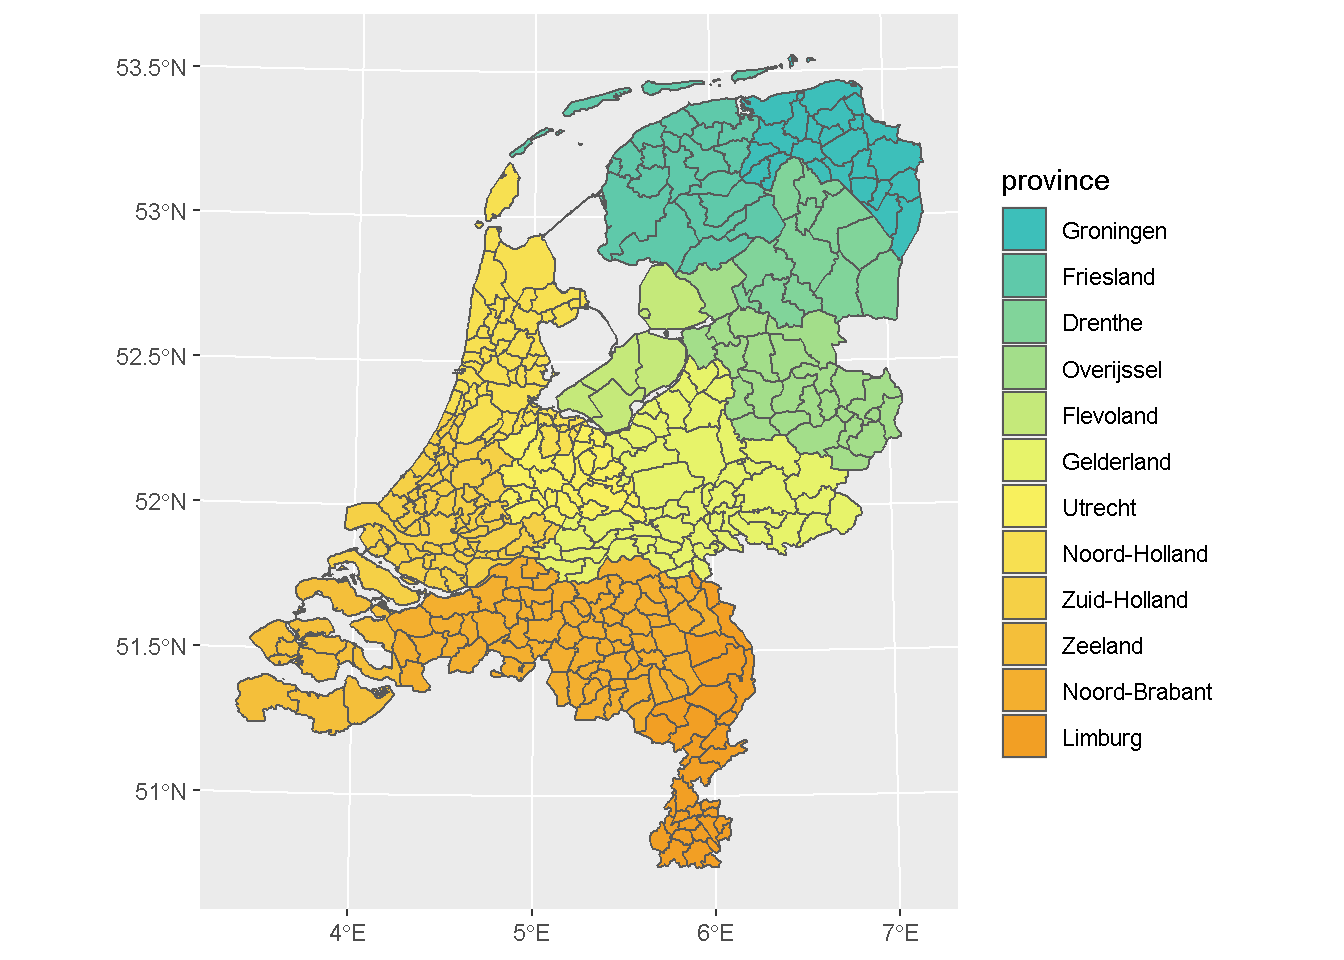 53.5°N
53°N
52.5°N
52°N
51.5°N
51°N
4°E
5°E
6°E
7°E
province
Groningen
Friesland
Drenthe
Overijssel
Flevoland
Gelderland
Utrecht
Noord-Holland
Zuid-Holland
Zeeland
Noord-Brabant
Limburg